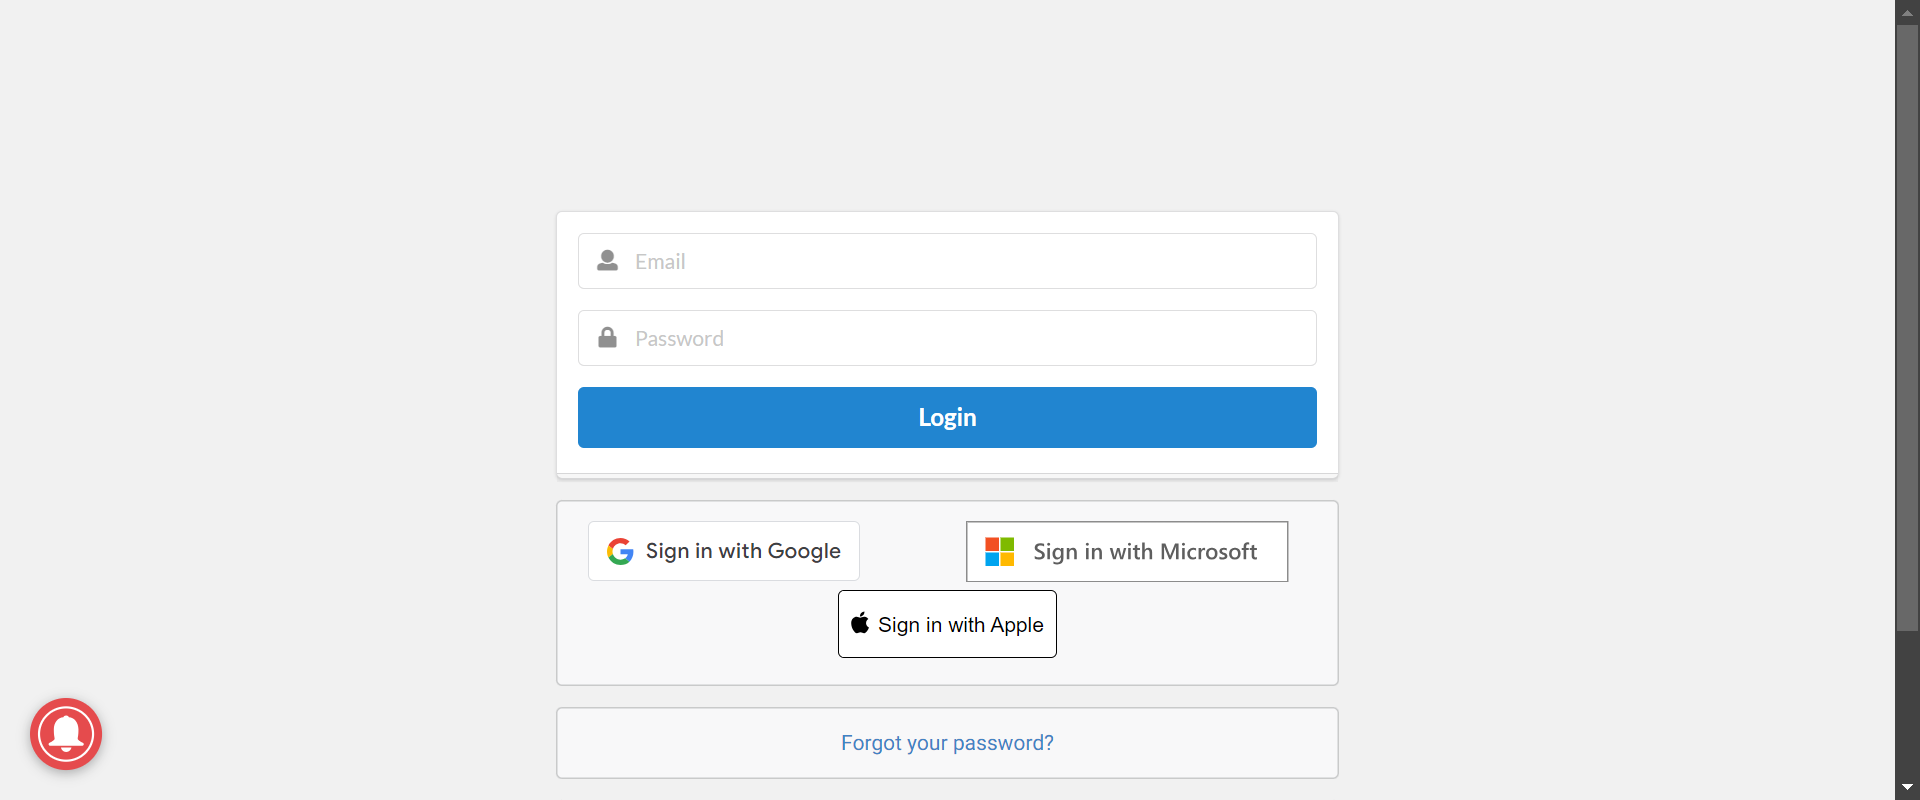 Email
Password
Login
Sign in with Google
Sign in with Microsoft
Sign in with Apple
Forgot your password?